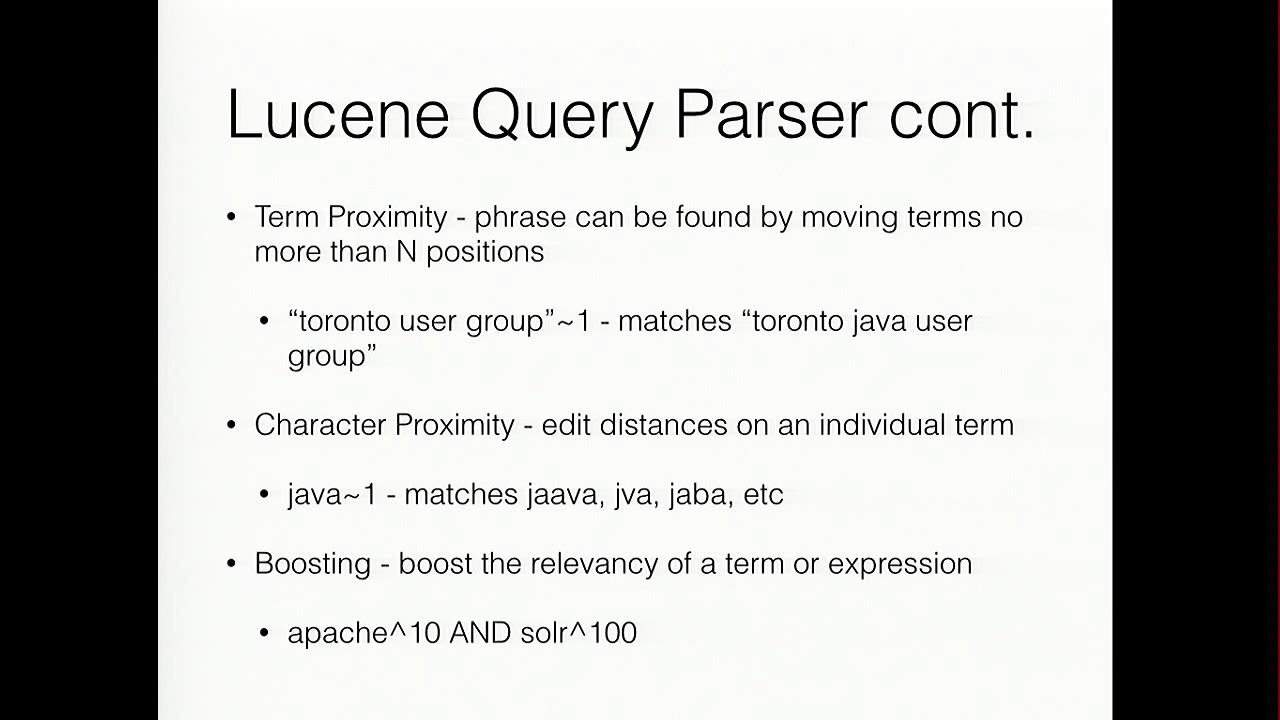 Lucene Query Parser cont.
• Term Proximity - phrase can be found by moving terms no
more than N positions
• “toronto user group”~1 - matches “toronto java user
group”
• Character Proximity - edit distances on an individual term
• java~1 - matches jaava, jva, jaba, etc
• Boosting - boost the relevancy of a term or expression
• apache^10 AND solr^100